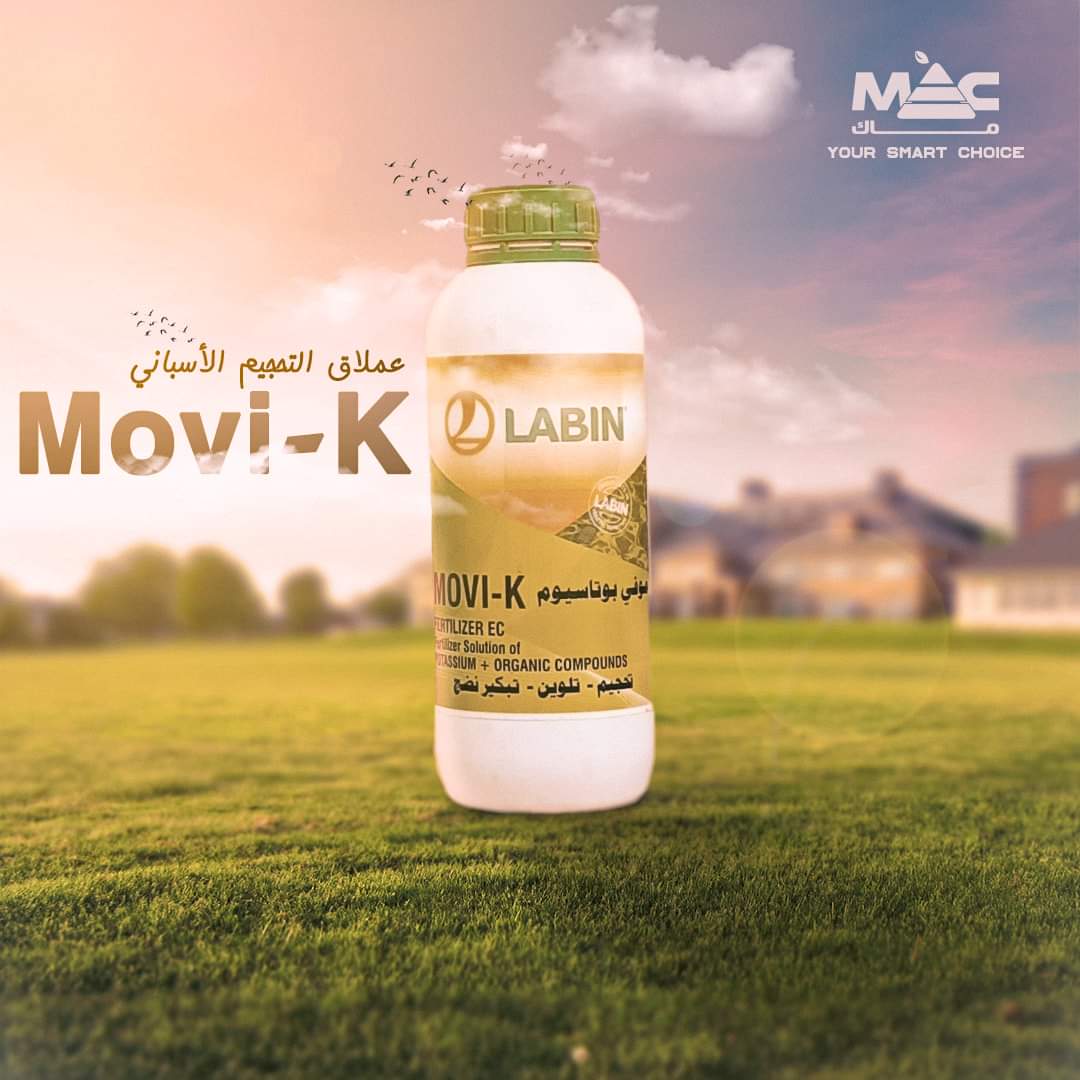 MAC
ماك
YOUR SMART CHOICE
عملاق التحجيم الأسباني
Movi-K
LABIN
LABIN
MOVI-K موفي بوتاسيوم
FERTILIZER EC
Fertilizer Solution of
POTASSIUM + ORGANIC COMPOUNDS
تحجيم - تلوين - تبكير نضج